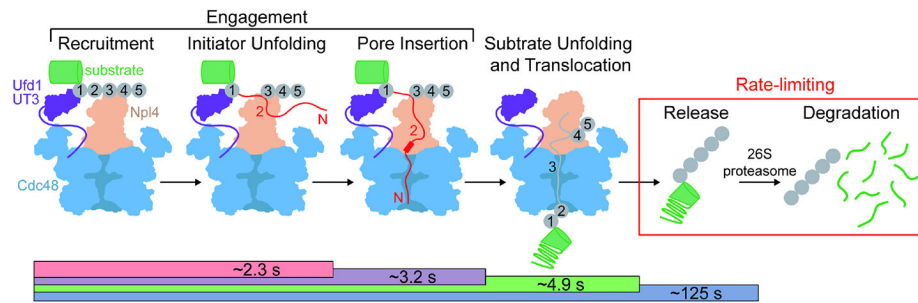 Engagement
Recruitment
Initiator Unfolding
Pore Insertion
Subtrate Unfolding
and Translocation
Rate-limiting
Release
Degradation
substrate
Ufd1
UT3
1 2 3 4 5
Npl4
Cdc48
1
3 4 5
2
N
1
3 4 5
2
N
5
4
3
2
1
26S
proteasome
~2.3 s
~3.2 s
~4.9 s
~125 s